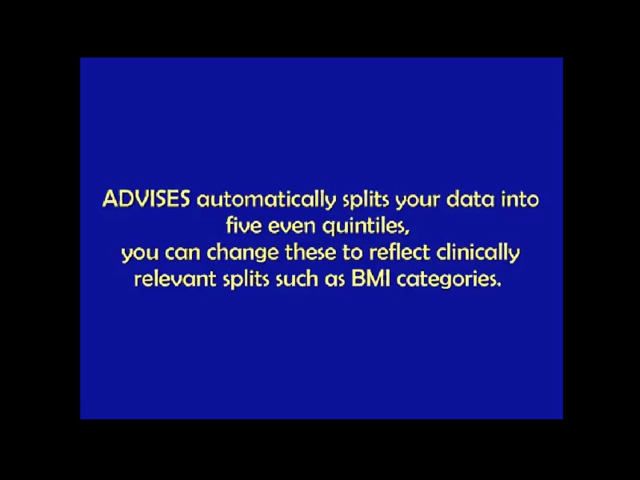 ADVISES automatically splits your data into
five even quintiles,
you can change these to reflect clinically
relevant splits such as BMI categories.